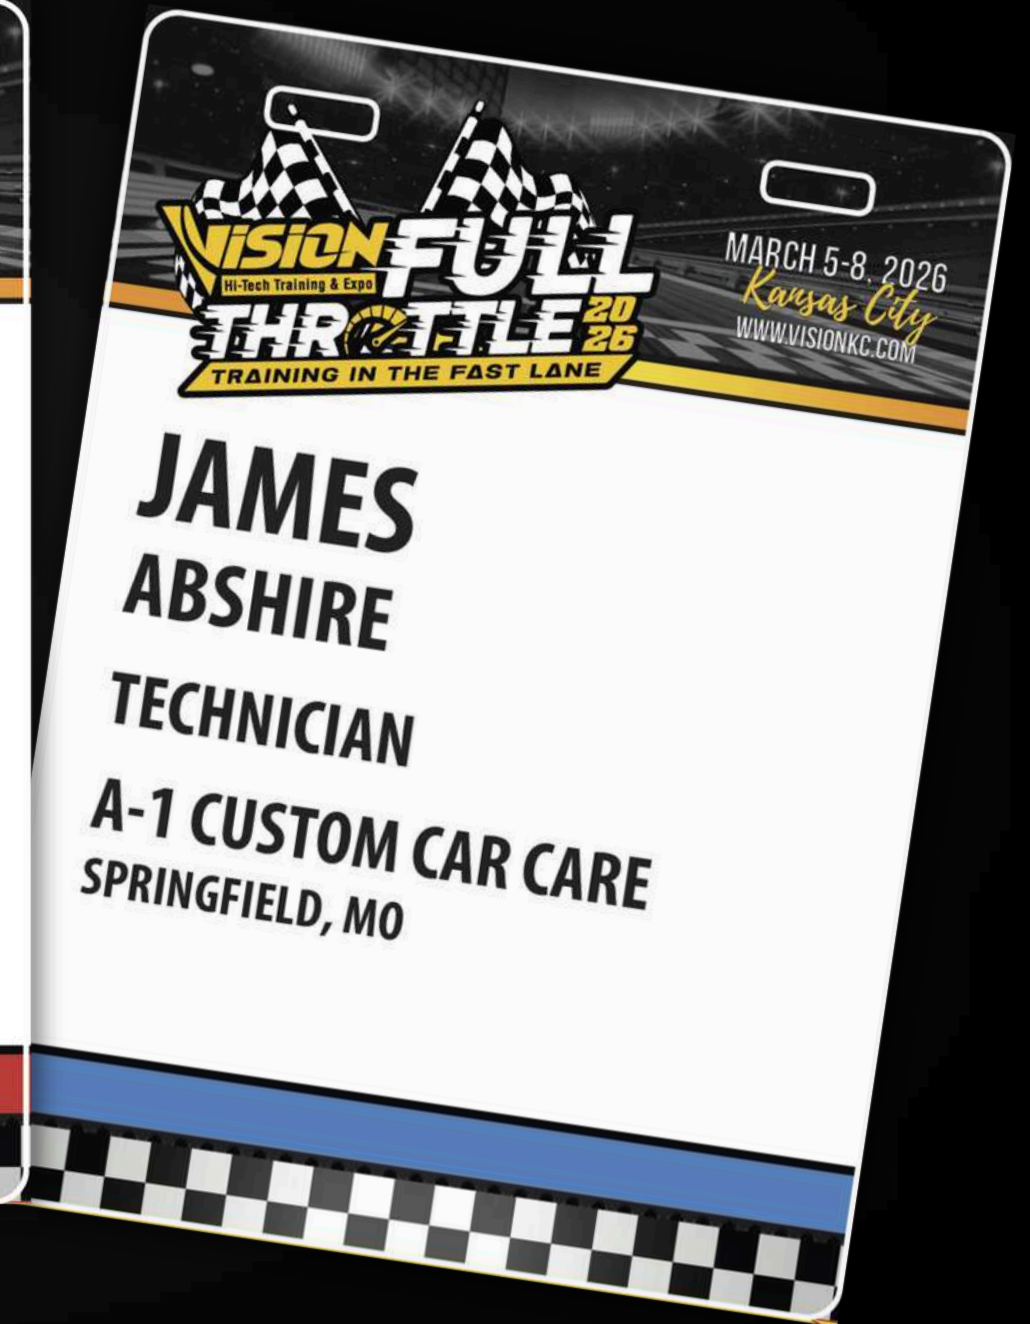 VISION
Hi-Tech Training & Expo
FULL
THROTTLE
20
26
TRAINING IN THE FAST LANE
MARCH 5-8, 2026
Kansas City
WWW.VISIONKC.COM
JAMES
ABSHIRE
TECHNICIAN
A-1 CUSTOM CAR CARE
SPRINGFIELD, MO